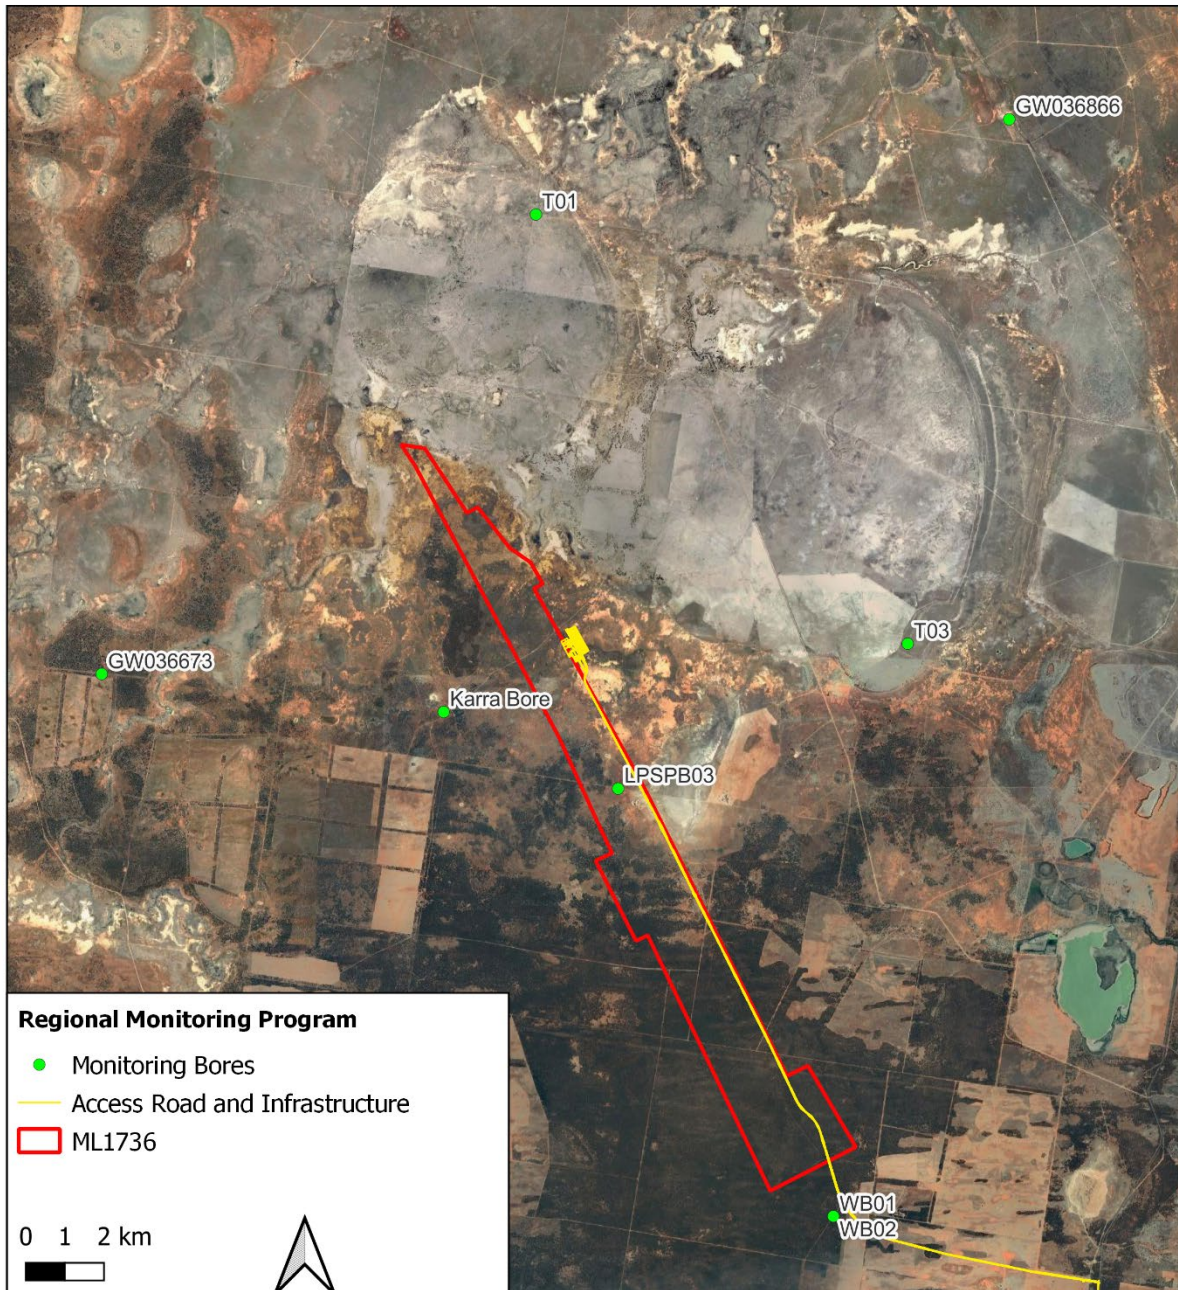 GW036866
T01
T03
GW036673
Karra Bore
LPSPB03
WB01
WB02
Regional Monitoring Program
Monitoring Bores
Access Road and Infrastructure
ML1736
0 1 2 km